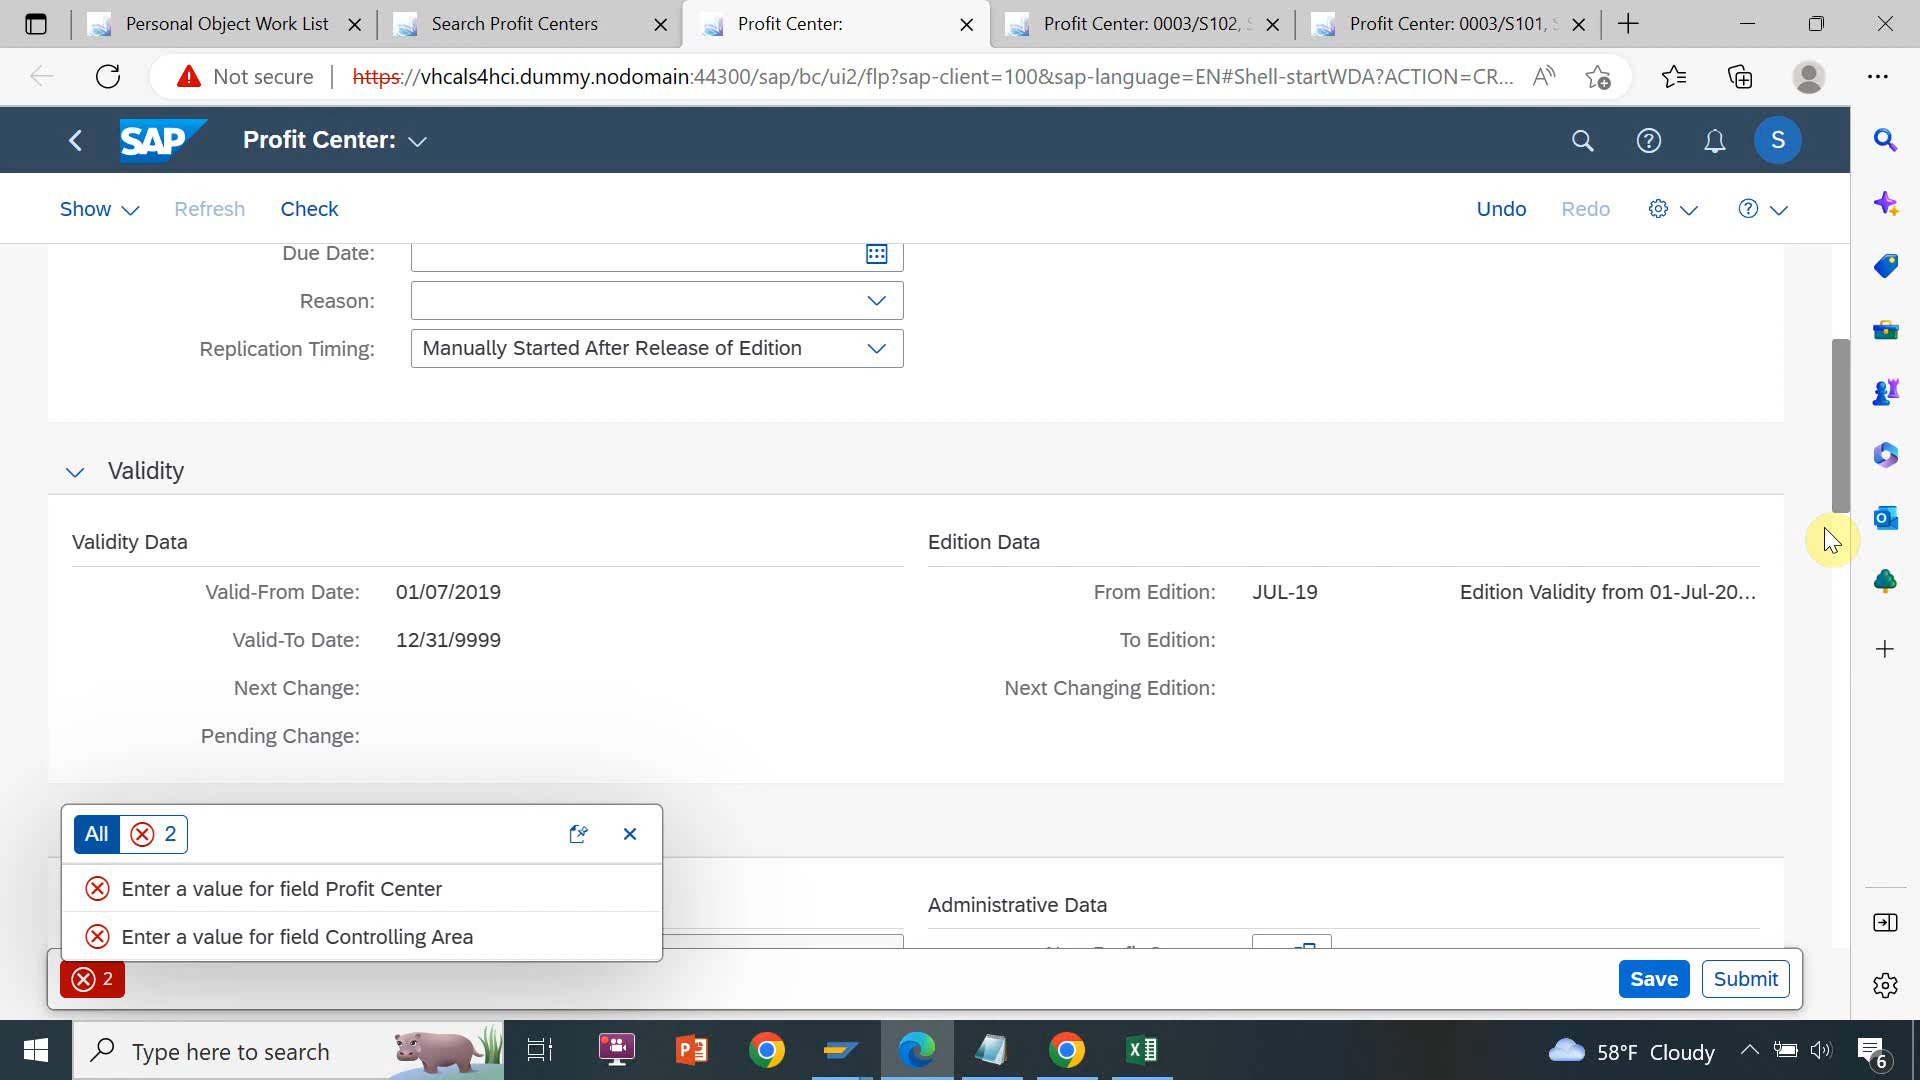 Personal Object Work List
Search Profit Centers
Profit Center:
Profit Center: 0003/S102,
Profit Center: 0003/S101,
Not secure
https://vhcals4hci.dummy.nodomain:44300/sap/bc/ui2/flp?sap-client=100&sap-language=EN#Shell-startWDA?ACTION=CR...
SAP
Profit Center:
S
Show
Refresh
Check
Undo
Redo
Due Date:
Reason:
Replication Timing:
Manually Started After Release of Edition
Validity
Validity Data
Edition Data
Valid-From Date:
01/07/2019
From Edition:
JUL-19
Edition Validity from 01-Jul-20...
Valid-To Date:
12/31/9999
To Edition:
Next Change:
Next Changing Edition:
Pending Change:
All
2
Enter a value for field Profit Center
Administrative Data
Enter a value for field Controlling Area
2
Save
Submit
Type here to search
58°F Cloudy
6